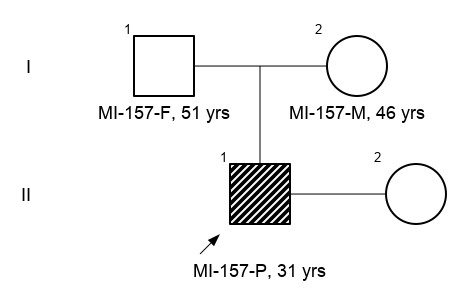 1
2
I
MI-157-F, 51 yrs
MI-157-M, 46 yrs
1
2
II
MI-157-P, 31 yrs